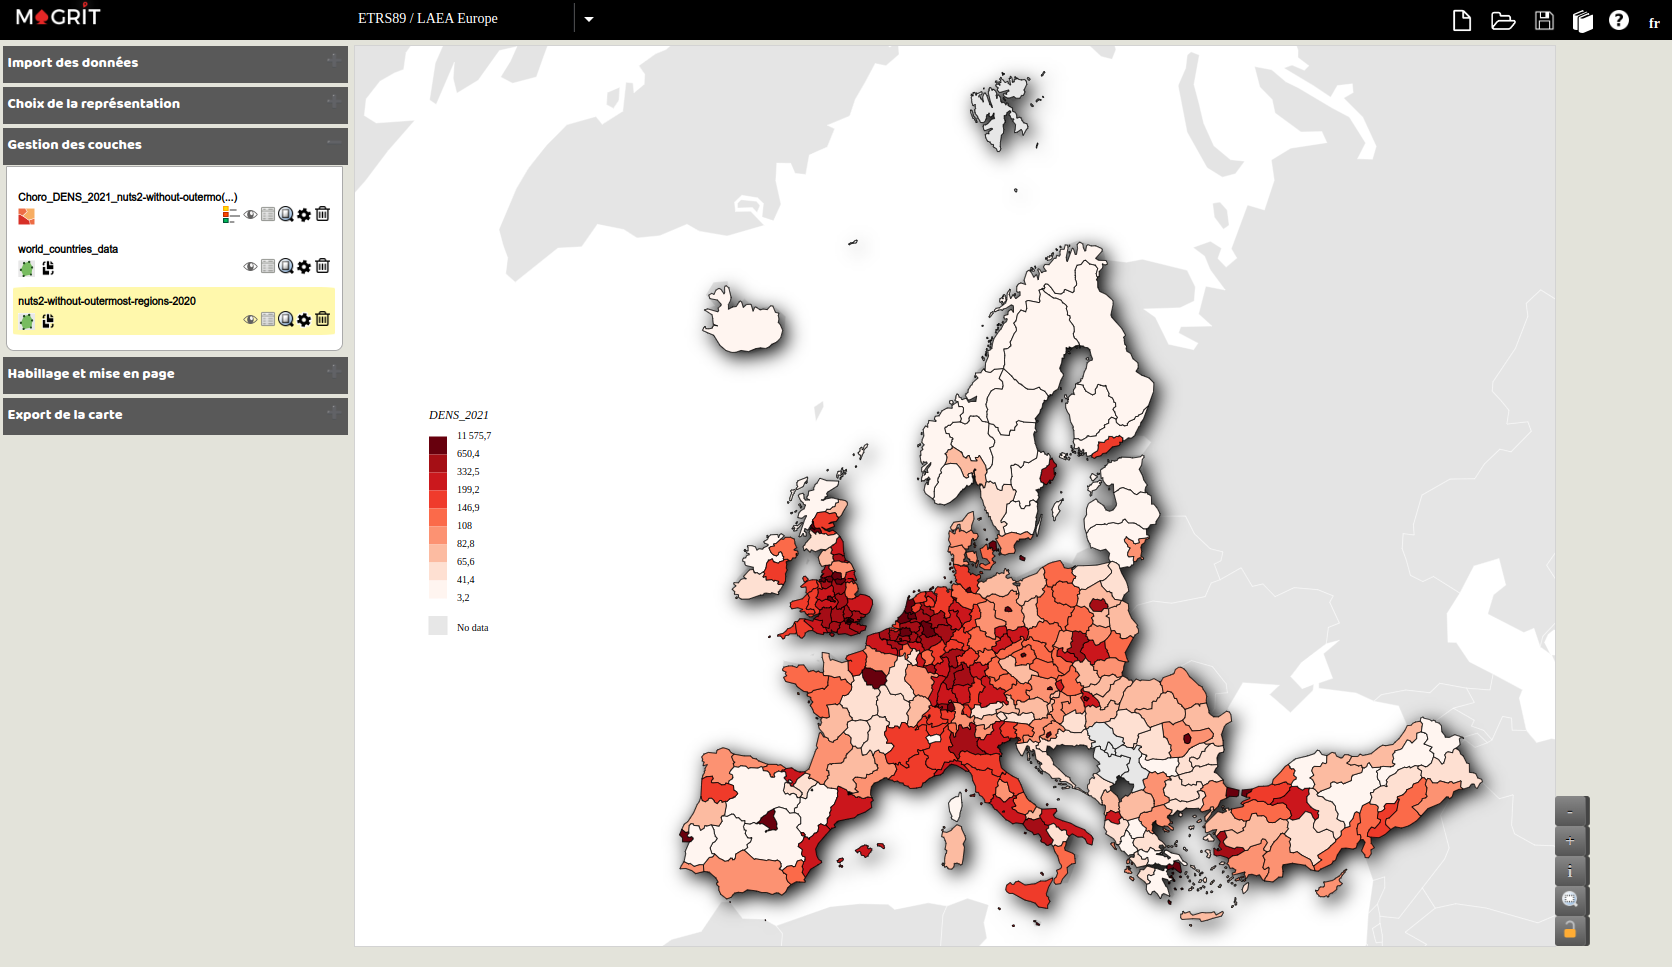 MAGRIT
ETRS89 / LAEA Europe
fr
Import des données
Choix de la représentation
Gestion des couches
Choro_DENS_2021_nuts2-without-outermo(...)
world_countries_data
nuts2-without-outermost-regions-2020
Habillage et mise en page
Export de la carte
DENS_2021
11 575,7
650,4
332,5
199,2
146,9
108
82,8
65,6
41,4
3,2
No data
-
+
i